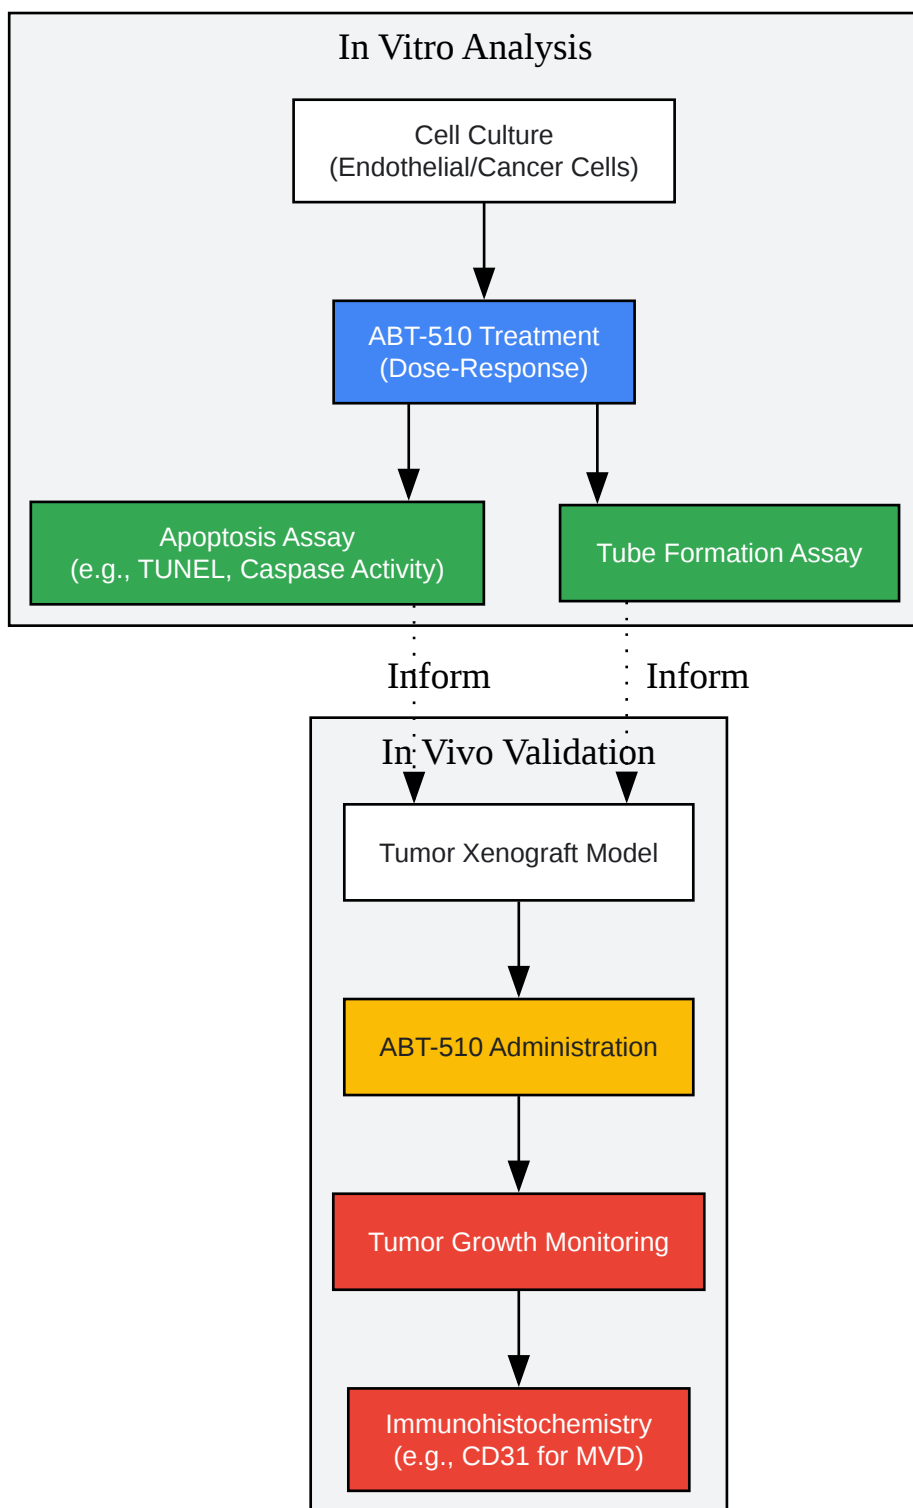 In Vitro Analysis
Cell Culture
(Endothelial/Cancer Cells)
ABT-510 Treatment
(Dose-Response)
Apoptosis Assay
(e.g., TUNEL, Caspase Activity)
Tube Formation Assay
Inform
Inform
In Vivo Validation
Tumor Xenograft Model
ABT-510 Administration
Tumor Growth Monitoring
Immunohistochemistry
(e.g., CD31 for MVD)